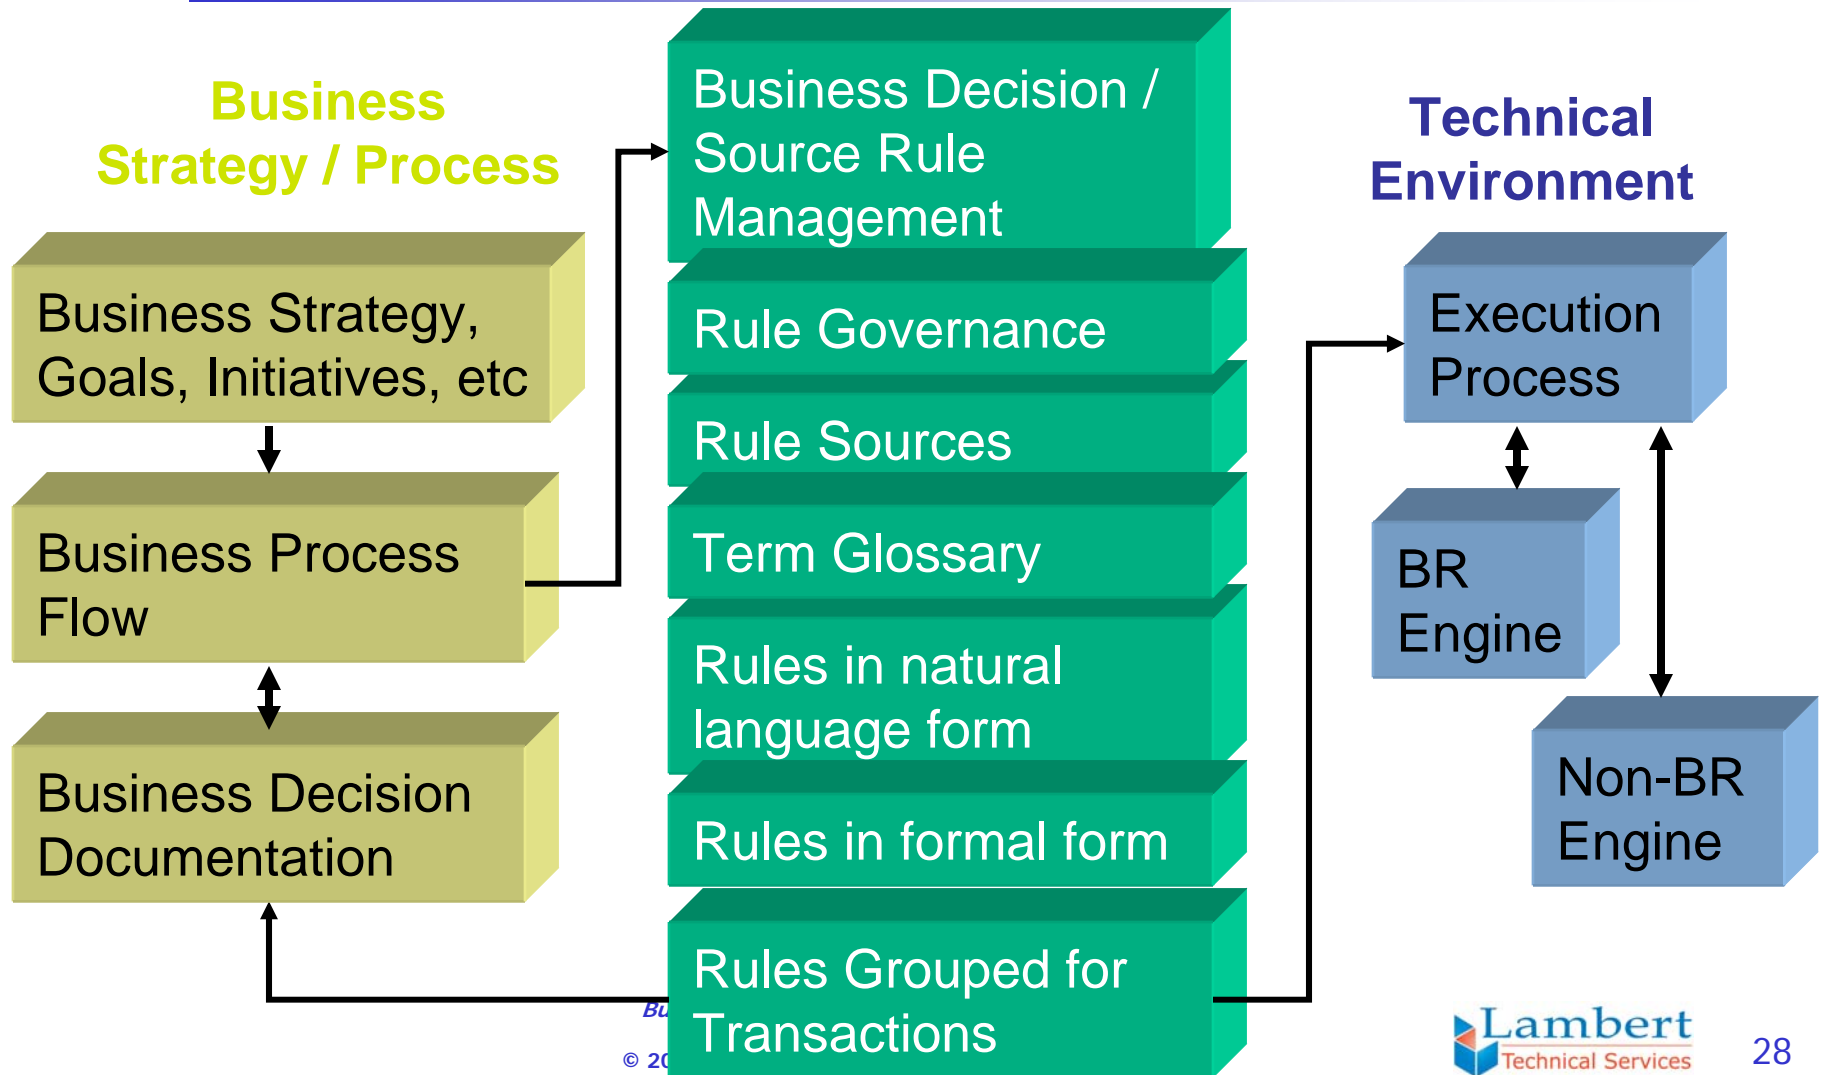 Business
Strategy / Process
Business Strategy,
Goals, Initiatives, etc
Business Process
Flow
Business Decision
Documentation
Business Decision /
Source Rule
Management
Rule Governance
Rule Sources
Term Glossary
Rules in natural
language form
Rules in formal form
Rules Grouped for
Transactions
Technical
Environment
Execution
Process
BR
Engine
Non-BR
Engine
©
Lambert
Technical Services
28